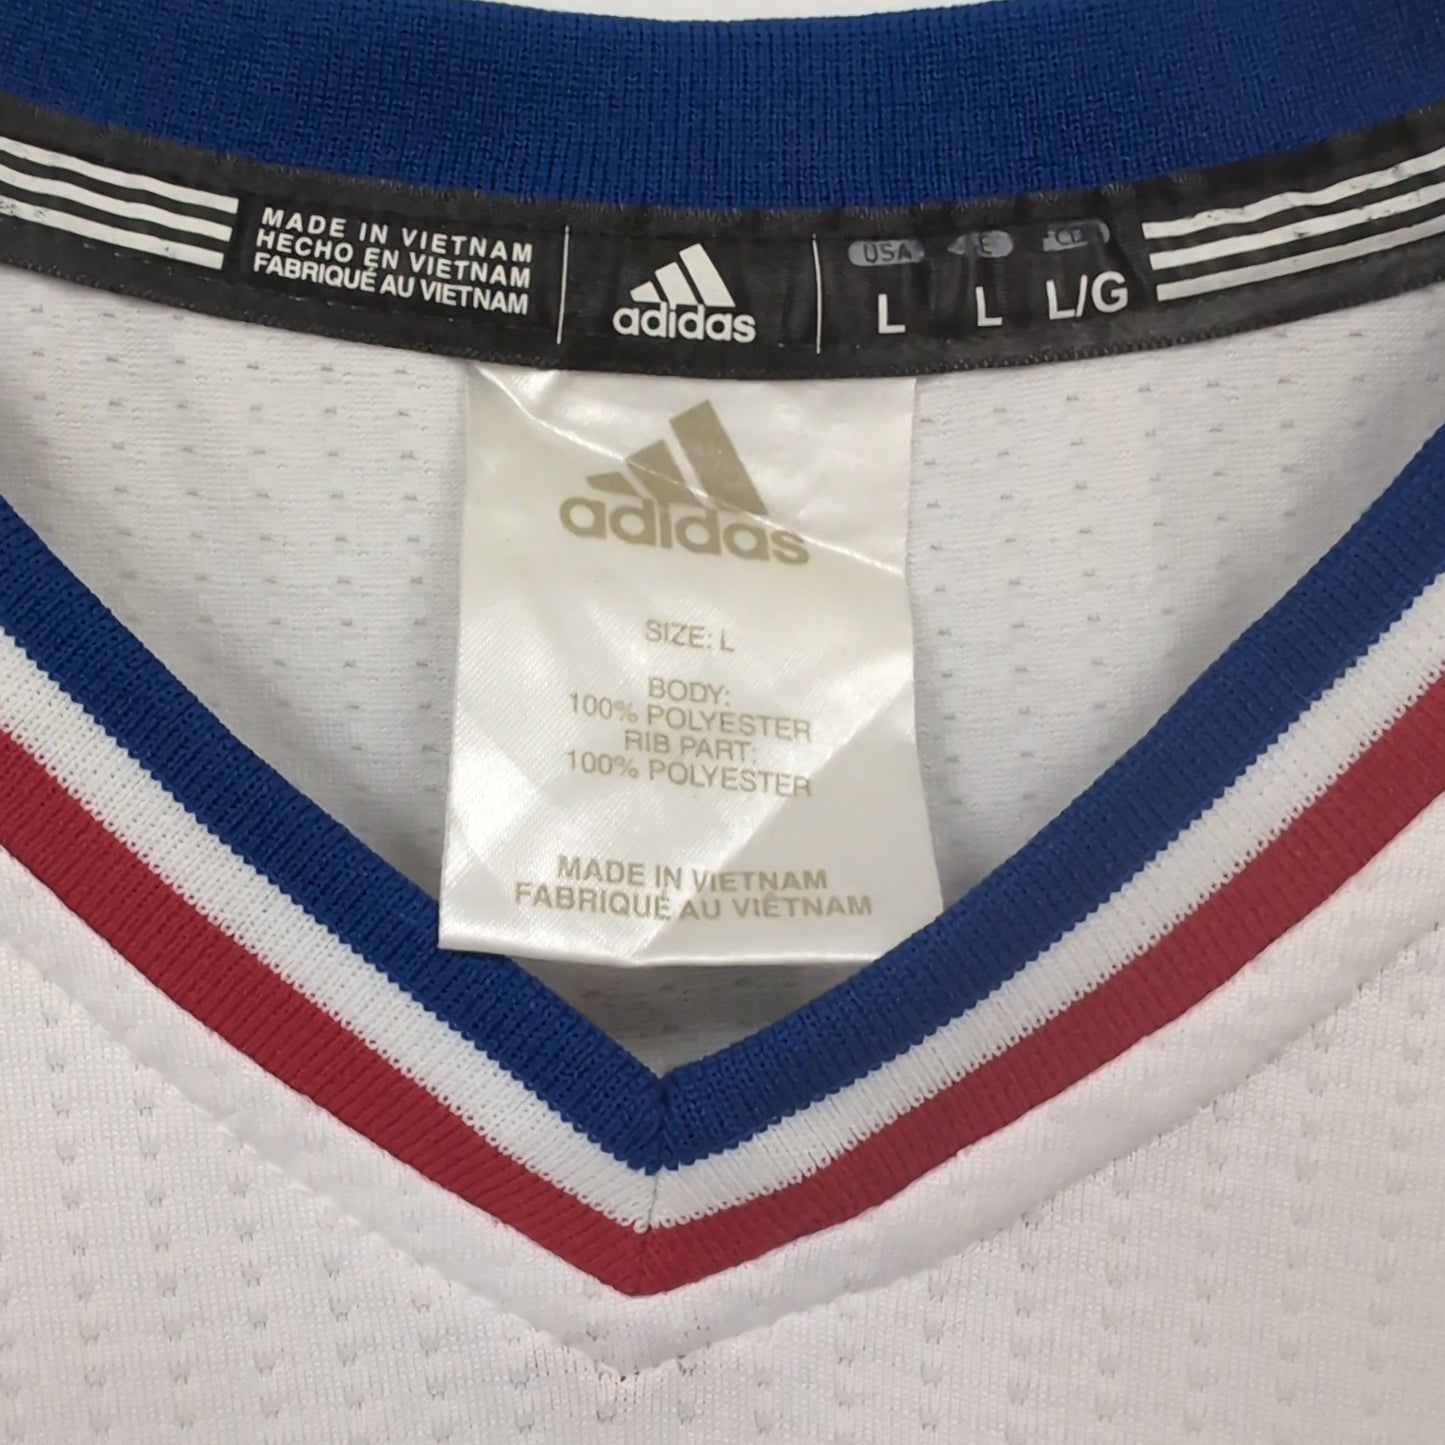 MADE IN VIETNAM
HECHO EN VIETNAM
FABRIQUÉ AU VIETNAM
adidas
USA
L L L/G
adidas
SIZE: L
BODY:
100% POLYESTER
RIB PART:
100% POLYESTER
MADE IN VIETNAM
FABRIQUÉ AU VIÊTNAM